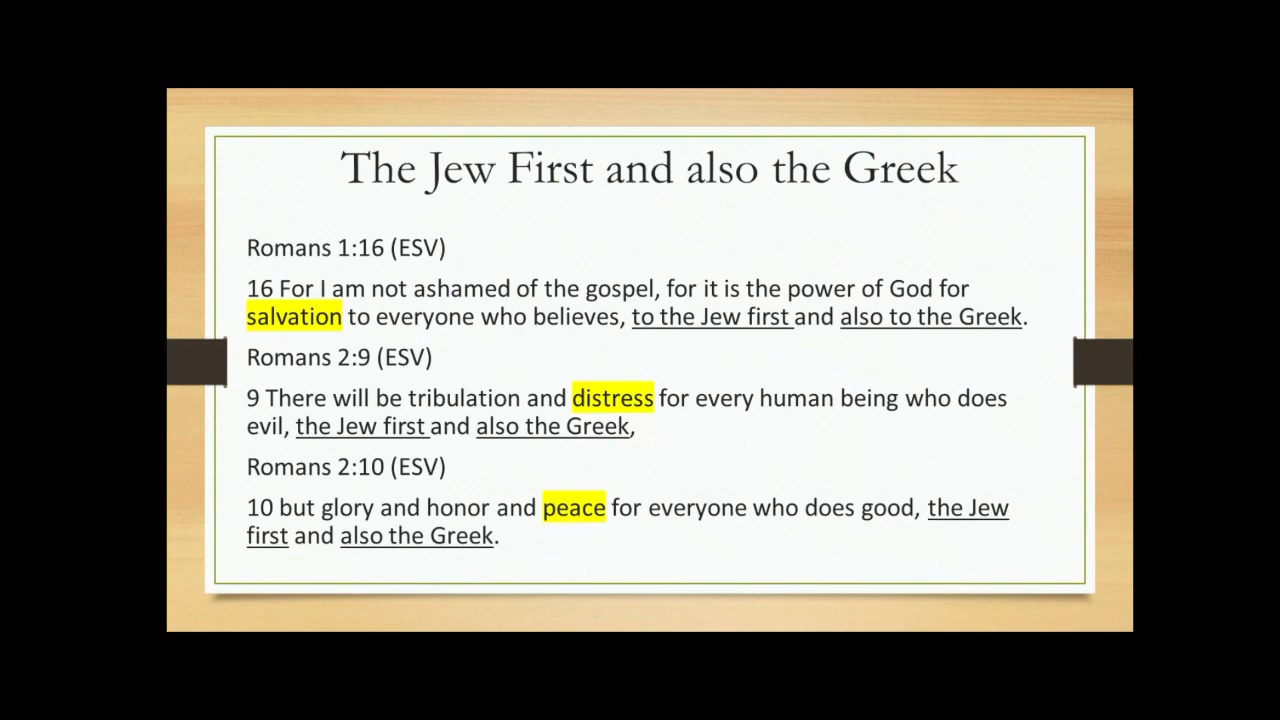 The Jew First and also the Greek
Romans 1:16 (ESV)
16 For I am not ashamed of the gospel, for it is the power of God for
salvation to everyone who believes, to the Jew first and also to the Greek.
Romans 2:9 (ESV)
9 There will be tribulation and distress for every human being who does
evil, the Jew first and also the Greek,
Romans 2:10 (ESV)
10 but glory and honor and peace for everyone who does good, the Jew
first and also the Greek.